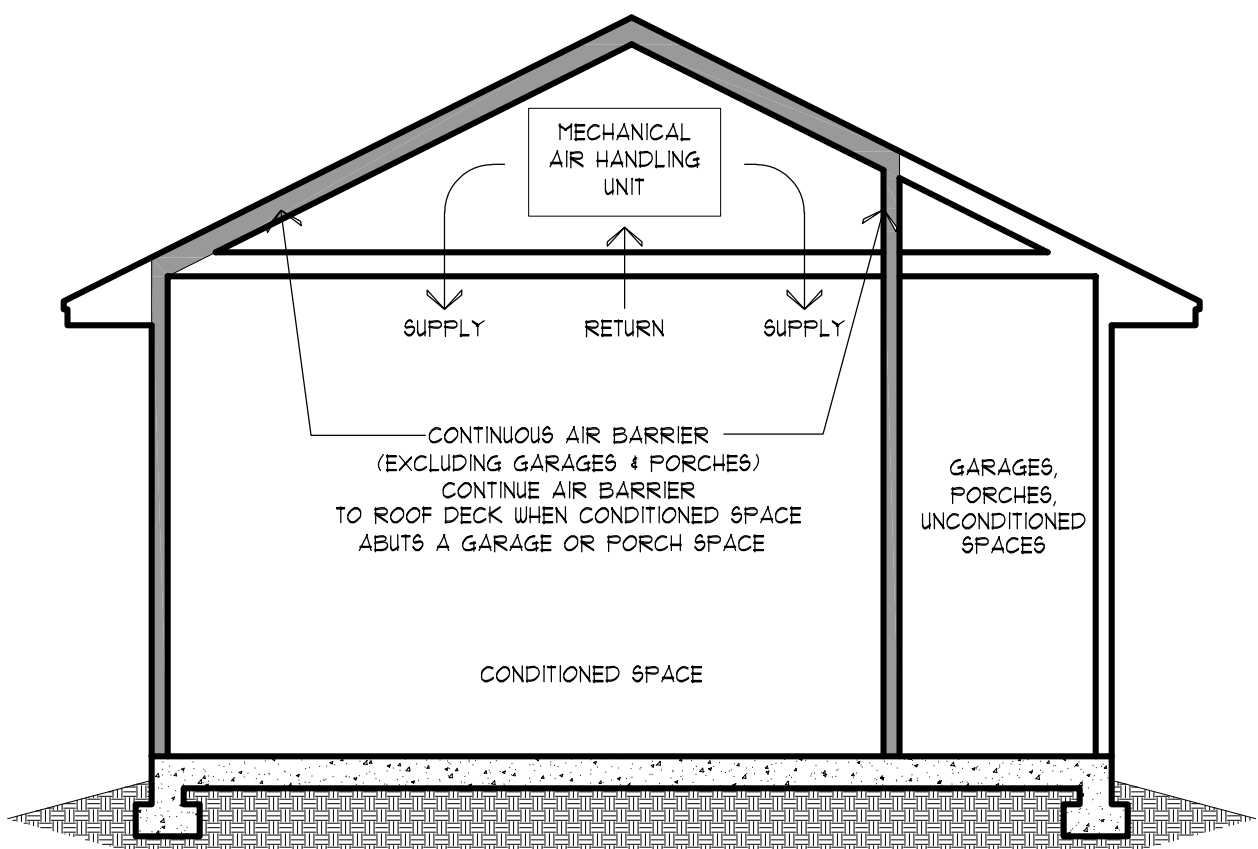 MECHANICAL
AIR HANDLING
UNIT
SUPPLY
RETURN
SUPPLY
CONTINUOUS AIR BARRIER
(EXCLUDING GARAGES & PORCHES)
CONTINUE AIR BARRIER
TO ROOF DECK WHEN CONDITIONED SPACE
ABUTS A GARAGE OR PORCH SPACE
GARAGES,
PORCHES,
UNCONDITIONED
SPACES
CONDITIONED SPACE